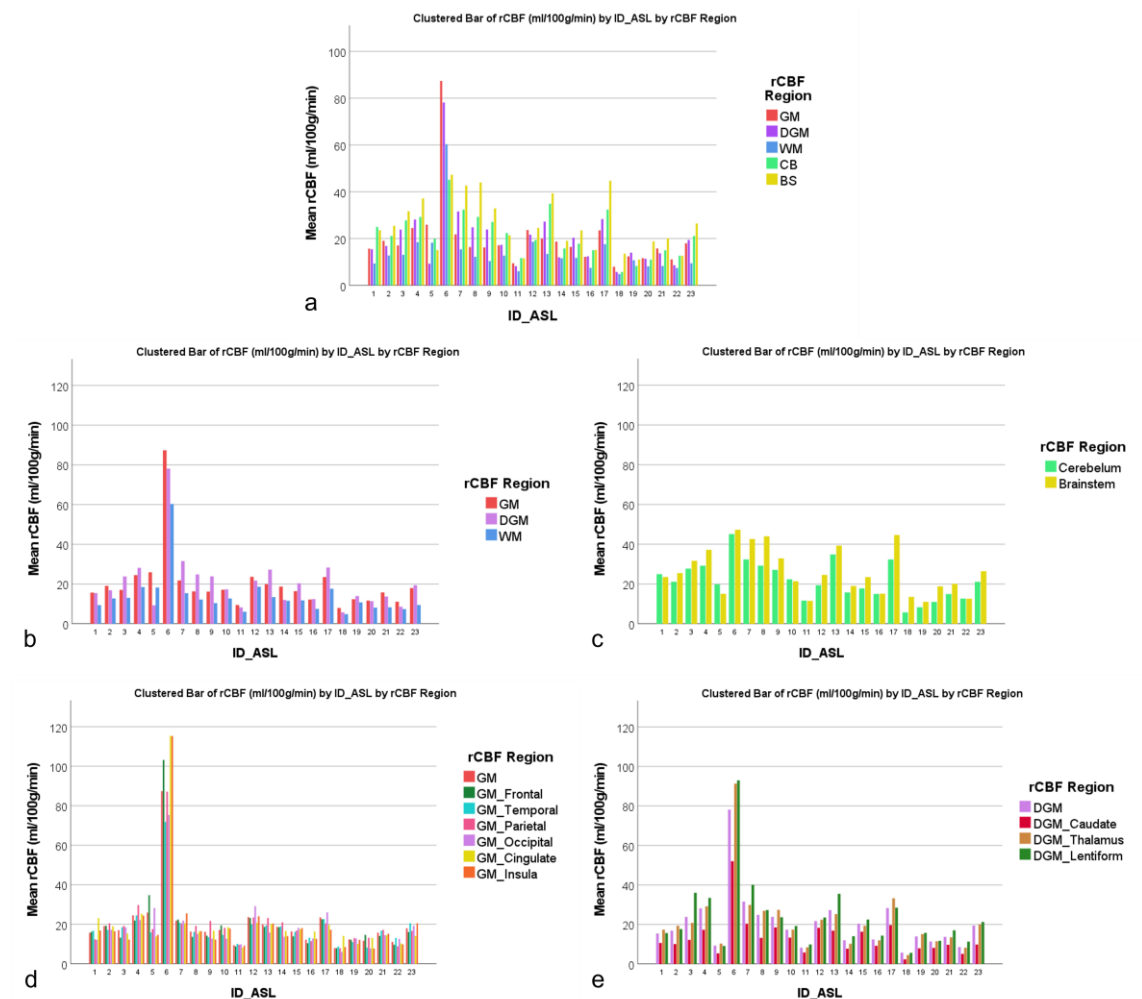 Clustered Bar of rCBF (ml/100g/min) by ID_ASL by rCBF Region
Mean rCBF (ml/100g/min)
100
80
60
40
20
0
1 2 3 4 5 6 7 8 9 10 11 12 13 14 15 16 17 18 19 20 21 22 23
ID_ASL
rCBF
Region
GM
DGM
WM
CB
BS
a
Clustered Bar of rCBF (ml/100g/min) by ID_ASL by rCBF Region
Mean rCBF (ml/100g/min)
120
100
80
60
40
20
0
1 2 3 4 5 6 7 8 9 10 11 12 13 14 15 16 17 18 19 20 21 22 23
ID_ASL
rCBF Region
GM
DGM
WM
b
Clustered Bar of rCBF (ml/100g/min) by ID_ASL by rCBF Region
Mean rCBF (ml/100g/min)
120
100
80
60
40
20
0
1 2 3 4 5 6 7 8 9 10 11 12 13 14 15 16 17 18 19 20 21 22 23
ID_ASL
rCBF Region
Cerebelum
Brainstem
c
Clustered Bar of rCBF (ml/100g/min) by ID_ASL by rCBF Region
Mean rCBF (ml/100g/min)
120
100
80
60
40
20
0
1 2 3 4 5 6 7 8 9 10 11 12 13 14 15 16 17 18 19 20 21 22 23
ID_ASL
rCBF Region
GM
GM_Frontal
GM_Temporal
GM_Parietal
GM_Occipital
GM_Cingulate
GM_Insula
d
Clustered Bar of rCBF (ml/100g/min) by ID_ASL by rCBF Region
Mean rCBF (ml/100g/min)
120
100
80
60
40
20
0
1 2 3 4 5 6 7 8 9 10 11 12 13 14 15 16 17 18 19 20 21 22 23
ID_ASL
rCBF Region
DGM
DGM_Caudate
DGM_Thalamus
DGM_Lentiform
e